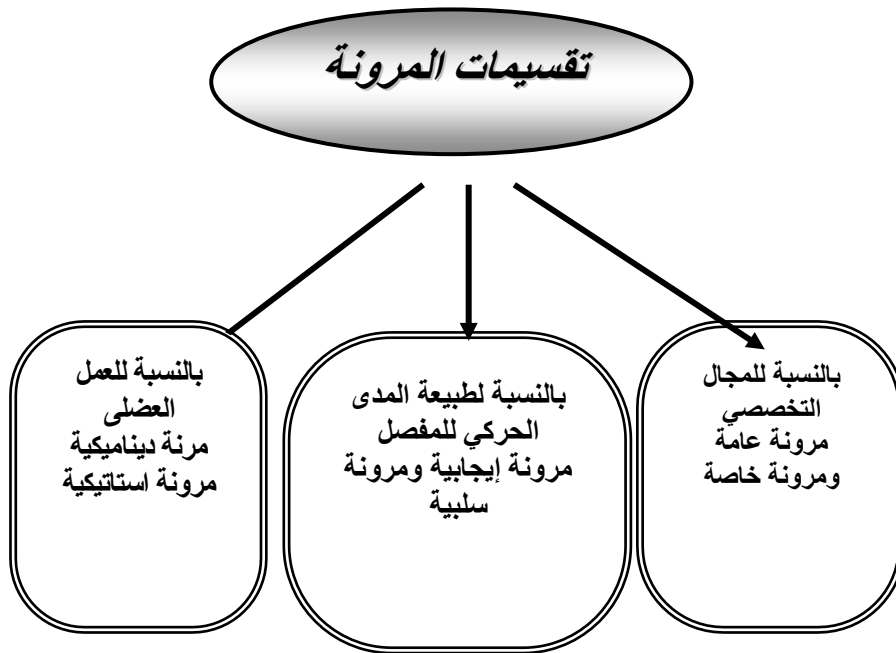 تقسيمات المرونة
بالنسبة للمجال
التخصصي
مرونة عامة
ومرونة خاصة
بالنسبة لطبيعة المدى
الحركي للمفصل
مرونة إيجابية ومرونة
سلبية
بالنسبة للعمل
العضلى
مرنة ديناميكية
مرونة استاتيكية